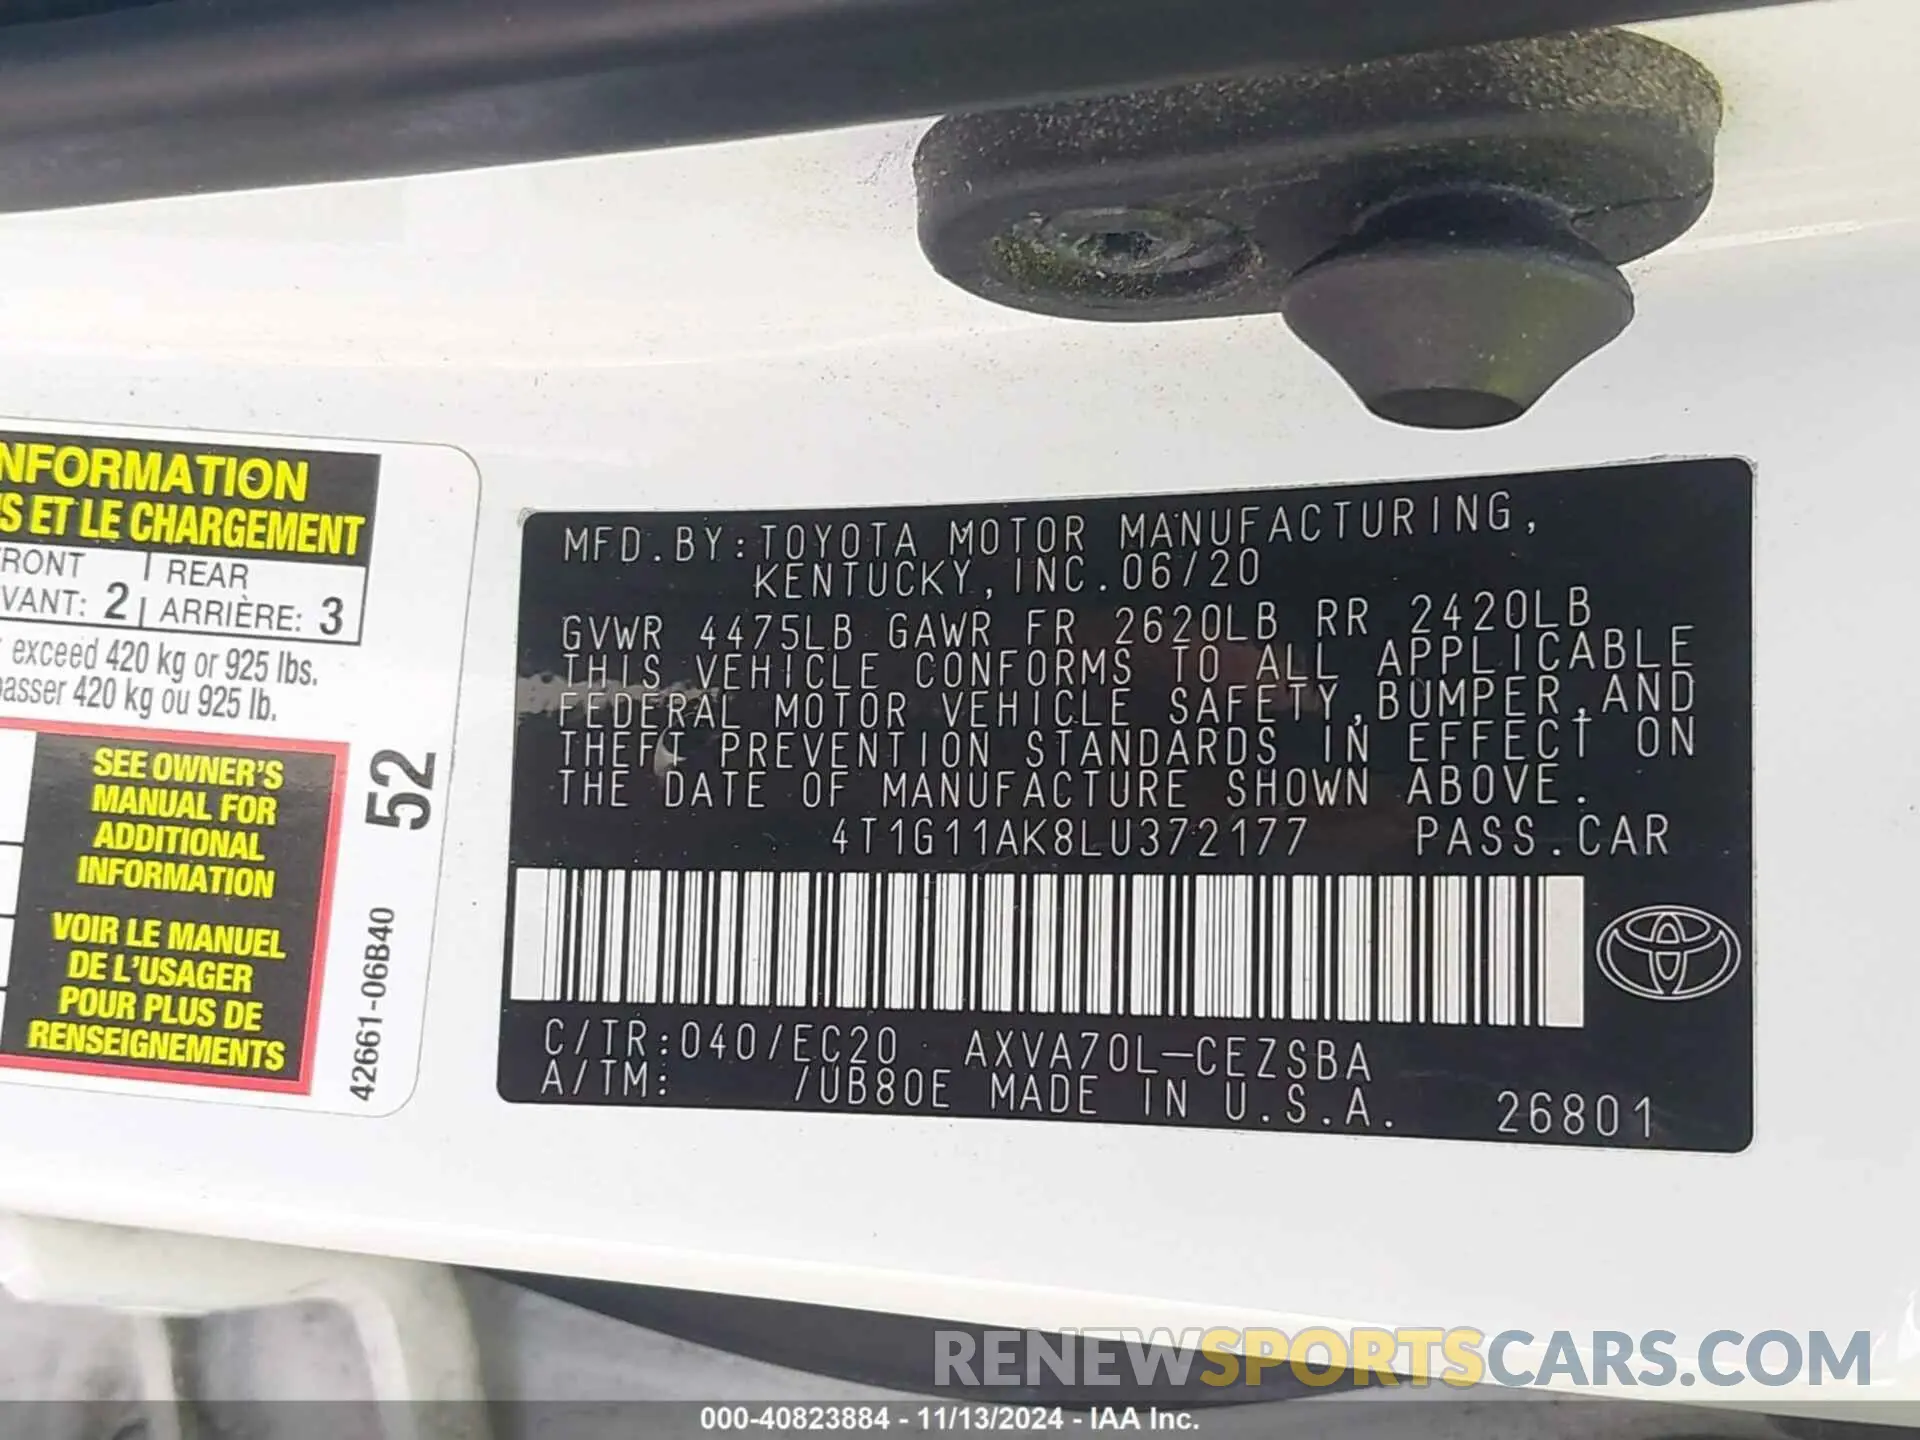 NFORMATION
S ET LE CHARGEMENT
RONT | REAR
VANT: 2 | ARRIÈRE: 3
exceed 420 kg or 925 lbs.
passer 420 kg ou 925 lb.
SEE OWNER'S
MANUAL FOR
ADDITIONAL
INFORMATION
VOIR LE MANUEL
DE L'USAGER
POUR PLUS DE
RENSEIGNEMENTS
52
42661-06B40
MFD.BY:TOYOTA MOTOR MANUFACTURING,
KENTUCKY,INC.06/20
GVWR 4475LB GAWR FR 2620LB RR 2420LB
THIS VEHICLE CONFORMS TO ALL APPLICABLE
FEDERAL MOTOR VEHICLE SAFETY,BUMPER,AND
THEFT PREVENTION STANDARDS IN EFFECT ON
THE DATE OF MANUFACTURE SHOWN ABOVE.
4T1G11AK8LU372177 PASS.CAR
C/TR:040/EC20 AXVA70L-CEZSBA
A/TM: /UB80E MADE IN U.S.A. 26801
RENEWSPORTSCARS.COM
000-40823884 - 11/13/2024 - IAA Inc.